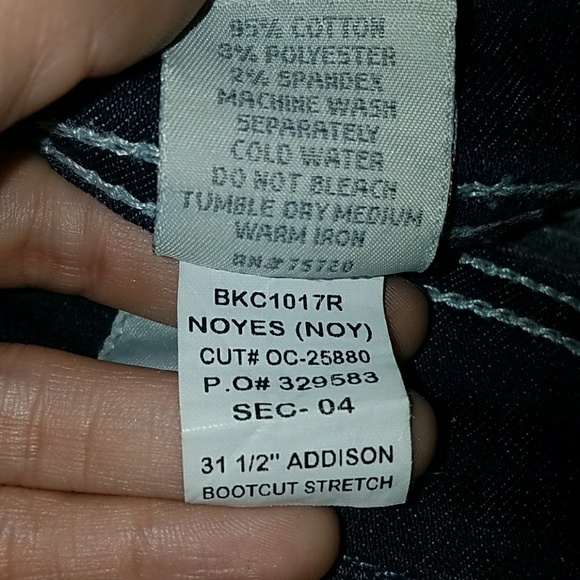 95% COTTON
3% POLYESTER
2% SPANDEX
MACHINE WASH
SEPARATELY
COLD WATER
DO NOT BLEACH
TUMBLE DRY MEDIUM
WARM IRON
RN# 75720
BKC1017R
NOYES (NOY)
CUT# OC-25880
P.O# 329583
SEC- 04
31 1/2" ADDISON
BOOTCUT STRETCH